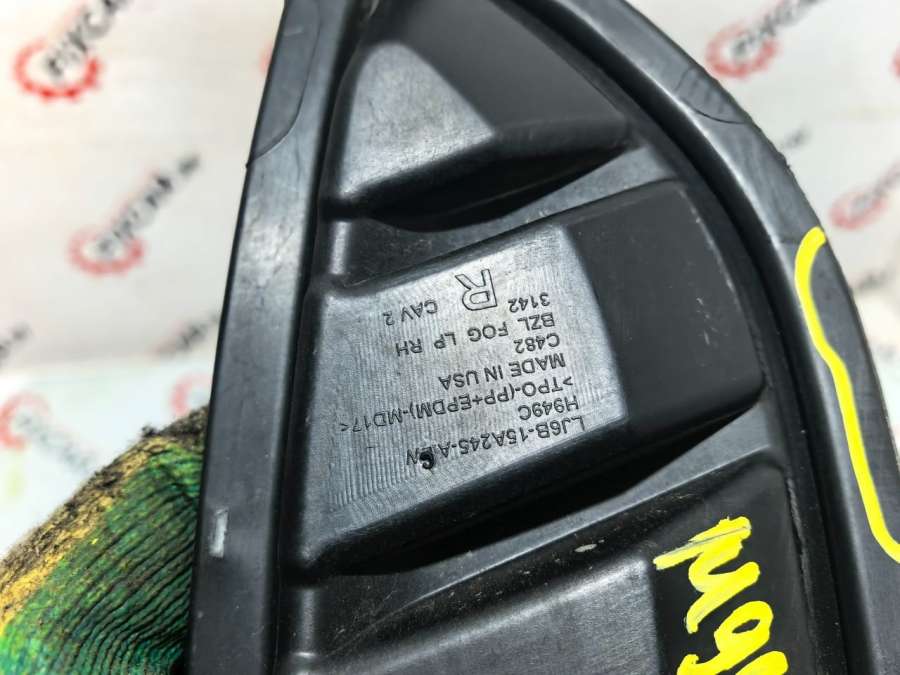 LJ6B-15A245-A W
H949C
>TPO-(PP+EPDM)-MD17<
MADE IN USA
C482
BZL FOG LP RH
3142
R CAV 2